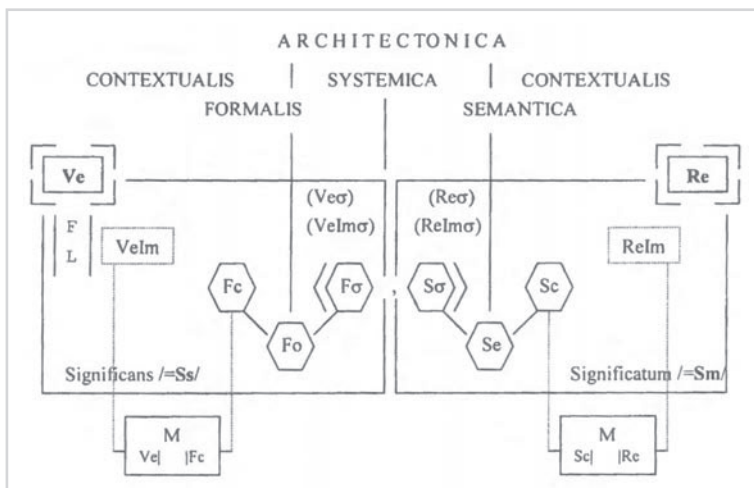 ARCHITECTONICA
CONTEXTUALIS SYSTEMICA CONTEXTUALIS
FORMALIS SEMANTICA
Ve Re
(Veσ) (Reσ)
F (VeImσ) (ReImσ)
L VeIm ReIm
Fc Fσ , Sσ Sc
Fo Se
Significans /=Ss/ Significatum /=Sm/
M M
Ve| |Fc Sc| |Re